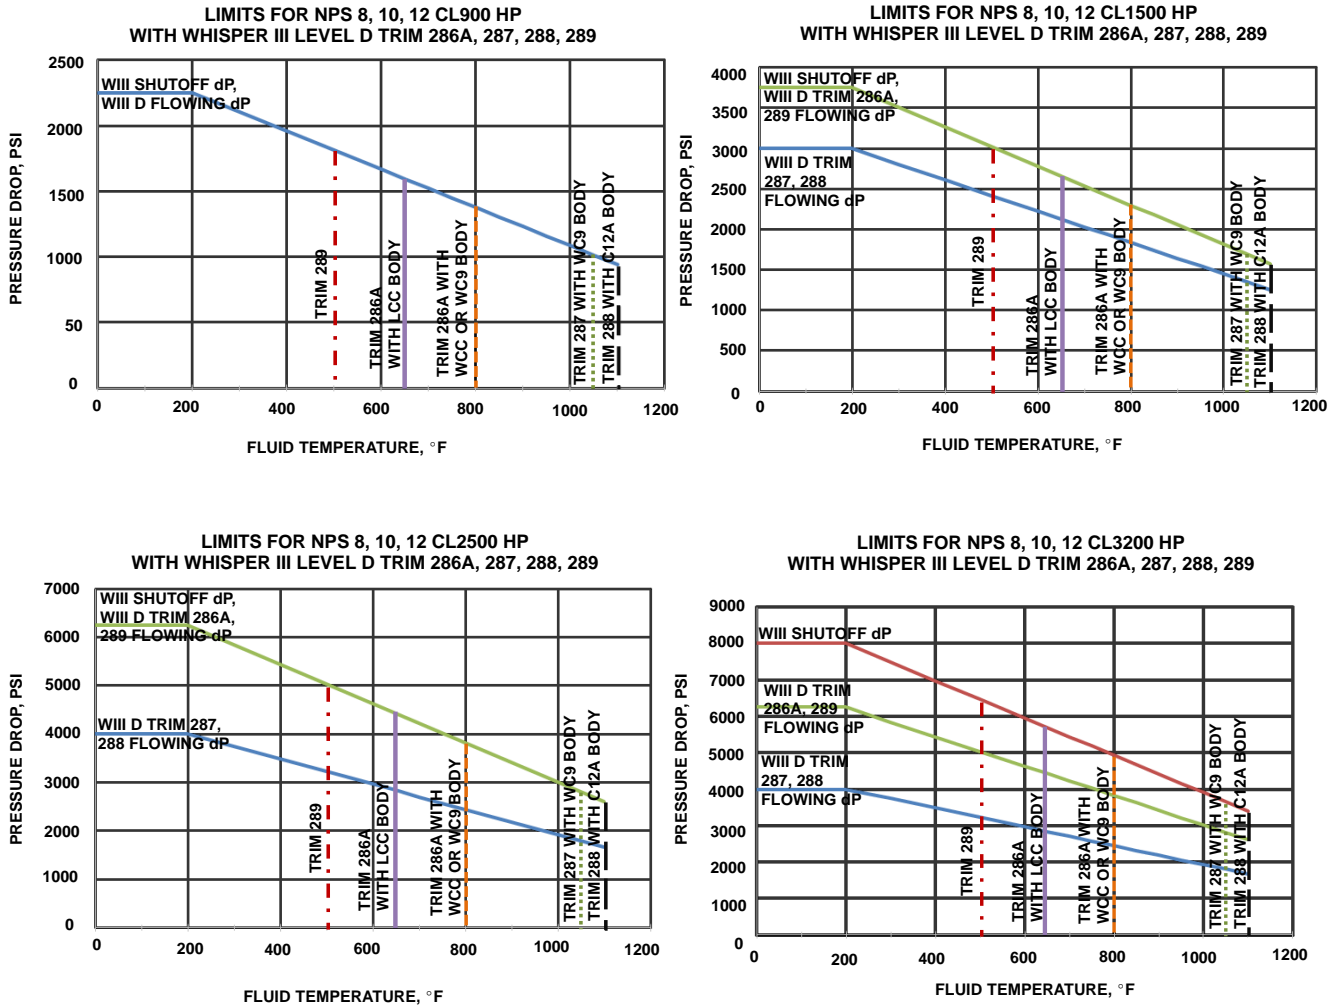 LIMITS FOR NPS 8, 10, 12 CL900 HP
WITH WHISPER III LEVEL D TRIM 286A, 287, 288, 289
PRESSURE DROP, PSI
2500
2000
1500
1000
50
0
WIII SHUTOFF dP,
WIII D FLOWING dP
TRIM 289
TRIM 286A
WITH LCC BODY
TRIM 286A WITH
WCC OR WC9 BODY
TRIM 287 WITH WC9 BODY
TRIM 288 WITH C12A BODY
0
200
400
600
800
1000
1200
FLUID TEMPERATURE, °F
LIMITS FOR NPS 8, 10, 12 CL1500 HP
WITH WHISPER III LEVEL D TRIM 286A, 287, 288, 289
PRESSURE DROP, PSI
4000
3500
3000
2500
2000
1500
1000
500
0
WIII SHUTOFF dP,
WIII D TRIM 286A,
289 FLOWING dP
WIII D TRIM
287, 288
FLOWING dP
TRIM 289
TRIM 286A
WITH LCC BODY
TRIM 286A WITH
WCC OR WC9 BODY
TRIM 287 WITH WC9 BODY
TRIM 288 WITH C12A BODY
0
200
400
600
800
1000
1200
FLUID TEMPERATURE, °F
LIMITS FOR NPS 8, 10, 12 CL2500 HP
WITH WHISPER III LEVEL D TRIM 286A, 287, 288, 289
PRESSURE DROP, PSI
7000
6000
5000
4000
3000
2000
1000
0
WIII SHUTOFF dP,
WIII D TRIM 286A,
289 FLOWING dP
WIII D TRIM 287,
288 FLOWING dP
TRIM 289
TRIM 286A
WITH LCC BODY
TRIM 286A WITH
WCC OR WC9 BODY
TRIM 287 WITH WC9 BODY
TRIM 288 WITH C12A BODY
0
200
400
600
800
1000
1200
FLUID TEMPERATURE, °F
LIMITS FOR NPS 8, 10, 12 CL3200 HP
WITH WHISPER III LEVEL D TRIM 286A, 287, 288, 289
PRESSURE DROP, PSI
9000
8000
7000
6000
5000
4000
3000
2000
0
WIII SHUTOFF dP
WIII D TRIM
286A, 289
FLOWING dP
WIII D TRIM
287, 288
FLOWING dP
TRIM 289
TRIM 286A
WITH LCC BODY
TRIM 286A WITH
WCC OR WC9 BODY
TRIM 287 WITH WC9 BODY
TRIM 288 WITH C12A BODY
0
200
400
600
800
1000
1200
FLUID TEMPERATURE, °F